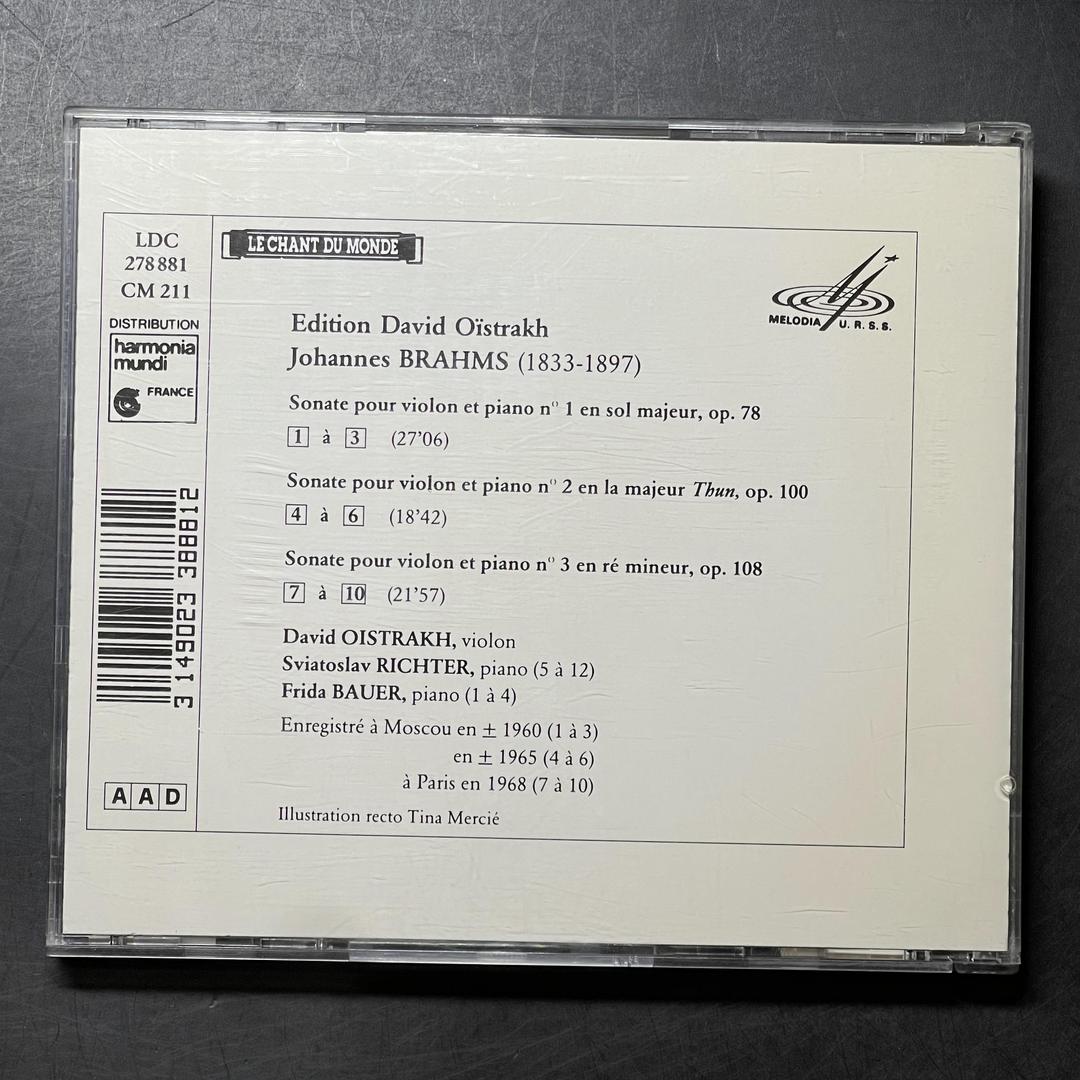 LDC
278881
CM 211
DISTRIBUTION
harmonia
mundi
FRANCE
3 149023 388812
A A D
LE CHANT DU MONDE
MELODIA U.R.S.S.
Edition David Oïstrakh
Johannes BRAHMS (1833-1897)
Sonate pour violon et piano nº 1 en sol majeur, op. 78
1 à 3 (27'06)
Sonate pour violon et piano nº 2 en la majeur Thun, op. 100
4 à 6 (18'42)
Sonate pour violon et piano nº 3 en ré mineur, op. 108
7 à 10 (21'57)
David OISTRAKH, violon
Sviatoslav RICHTER, piano (5 à 12)
Frida BAUER, piano (1 à 4)
Enregistré à Moscou en ± 1960 (1 à 3)
en ± 1965 (4 à 6)
à Paris en 1968 (7 à 10)
Illustration recto Tina Mercié